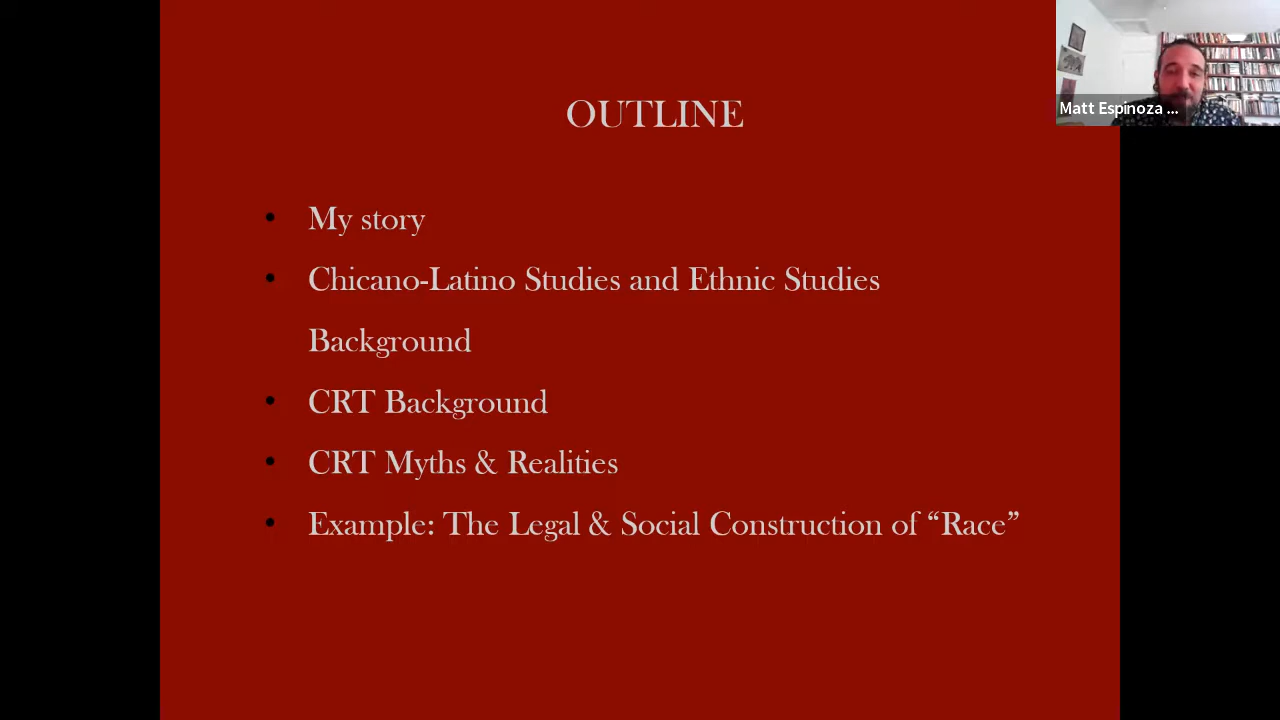 OUTLINE
• My story
• Chicano-Latino Studies and Ethnic Studies
Background
• CRT Background
• CRT Myths & Realities
• Example: The Legal & Social Construction of “Race”
Matt Espinoza ...